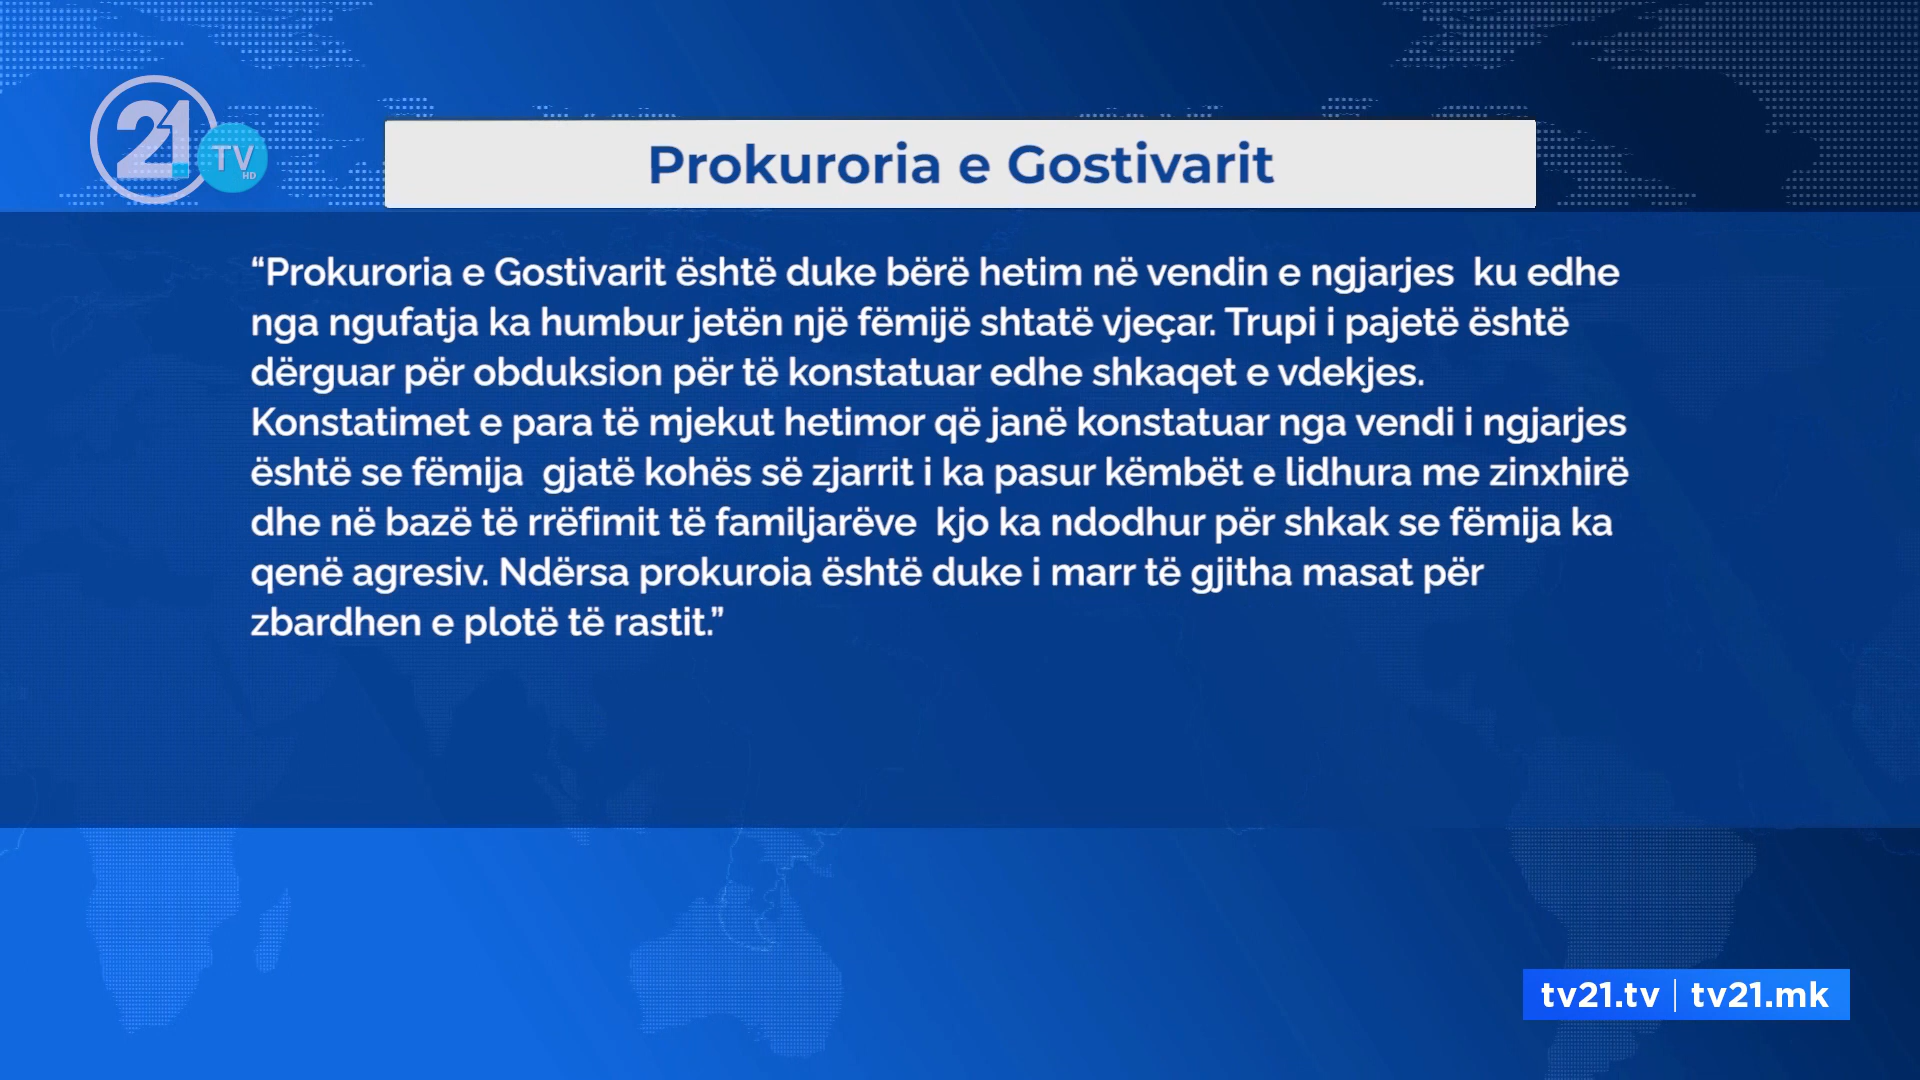 21
TV
HD
Prokuroria e Gostivarit
“Prokuroria e Gostivarit është duke bërë hetim në vendin e ngjarjes  ku edhe
nga ngufatja ka humbur jetën një fëmijë shtatë vjeçar. Trupi i pajetë është
dërguar për obduksion për të konstatuar edhe shkaqet e vdekjes.
Konstatimet e para të mjekut hetimor që janë konstatuar nga vendi i ngjarjes
është se fëmija  gjatë kohës së zjarrit i ka pasur këmbët e lidhura me zinxhirë
dhe në bazë të rrëfimit të familjarëve  kjo ka ndodhur për shkak se fëmija ka
qenë agresiv. Ndërsa prokuroia është duke i marr të gjitha masat për
zbardhen e plotë të rastit.”
tv21.tv | tv21.mk